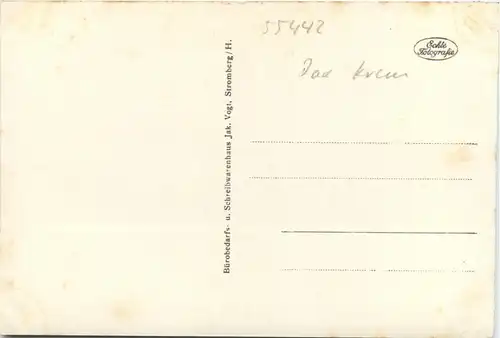 55442
Echte
Fotografie
Bad Kreuz
Bürobedarfs- u. Schreibwarenhaus Jak. Vogt, Stromberg/H.